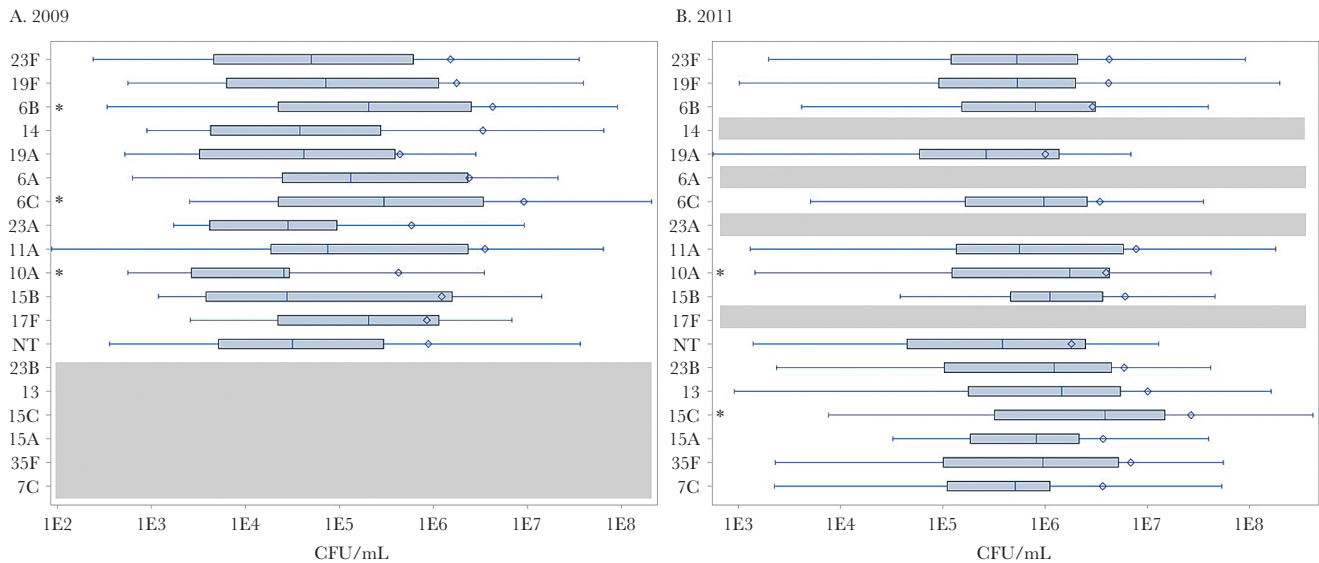 A. 2009
23F
19F
6B *
14
19A
6A
6C *
23A
11A
10A *
15B
17F
NT
23B
13
15C
15A
35F
7C
1E2 1E3 1E4 1E5 1E6 1E7 1E8
CFU/mL
B. 2011
23F
19F
6B
14
19A
6A
6C
23A
11A
10A *
15B
17F
NT
23B
13
15C *
15A
35F
7C
1E3 1E4 1E5 1E6 1E7 1E8
CFU/mL